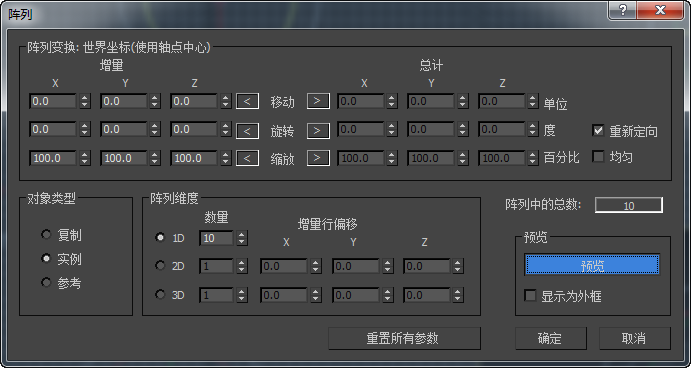 阵列
阵列变换: 世界坐标(使用轴点中心)
增量 总计
X Y Z X Y Z
0.0 0.0 0.0 < 移动 > 0.0 0.0 0.0 单位
0.0 0.0 0.0 < 旋转 > 0.0 0.0 0.0 度 重新定向
100.0 100.0 100.0 < 缩放 > 100.0 100.0 100.0 百分比 均匀
对象类型
复制
实例
参考
阵列维度
数量 增量行偏移
X Y Z
1D 10
2D 1 0.0 0.0 0.0
3D 1 0.0 0.0 0.0
阵列中的总数: 10
预览
预览
显示为外框
重置所有参数 确定 取消